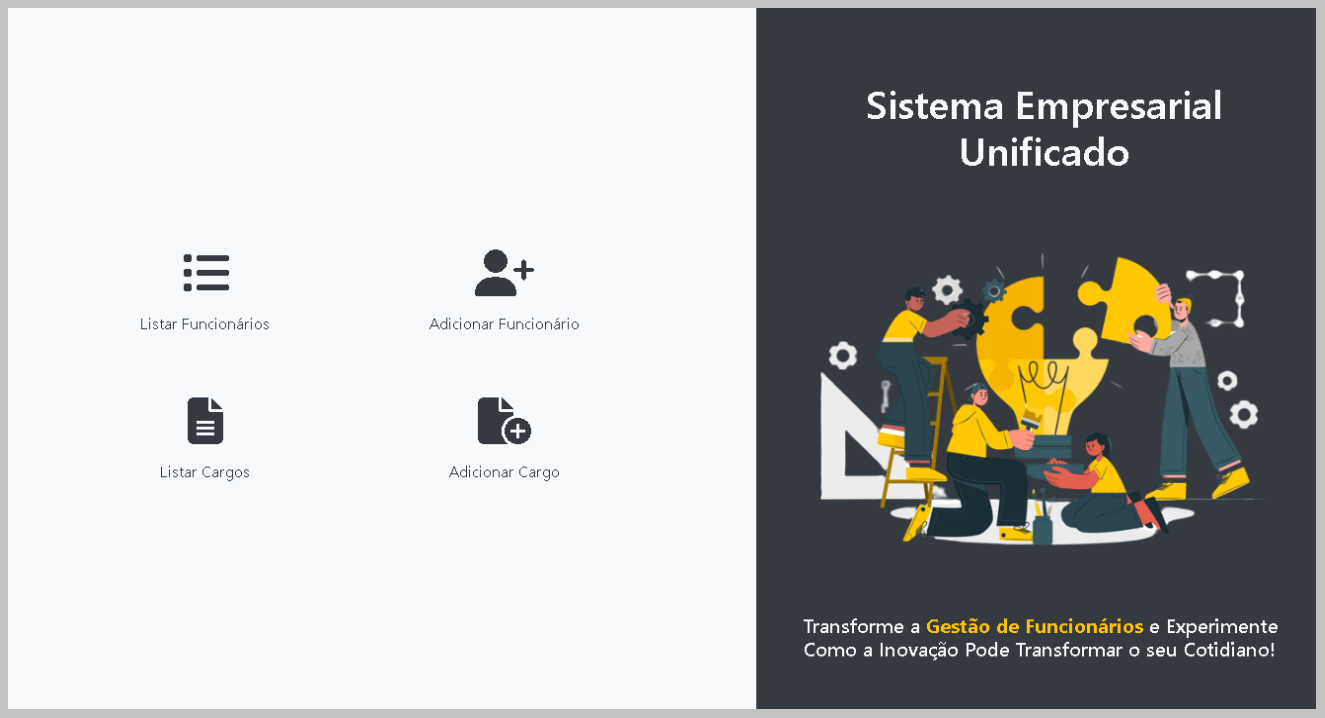 Listar Funcionários
Adicionar Funcionário
Listar Cargos
Adicionar Cargo
Sistema Empresarial
Unificado
Transforme a Gestão de Funcionários e Experimente
Como a Inovação Pode Transformar o seu Cotidiano!